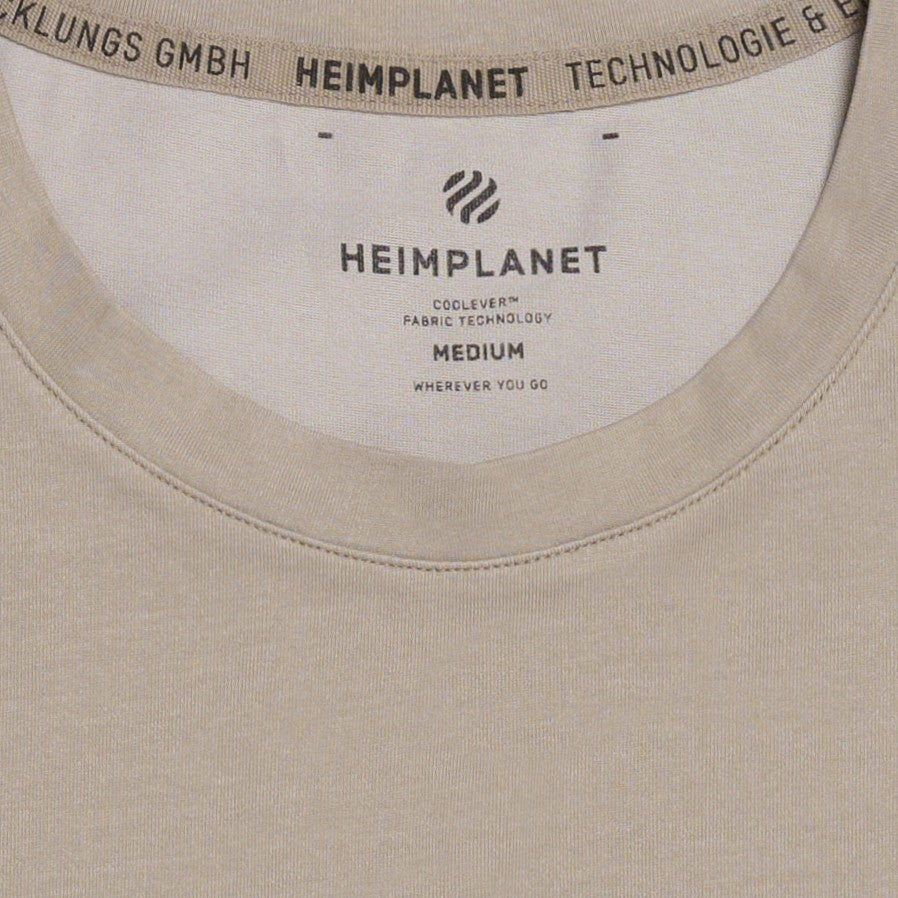 CKLUNGS GMBH HEIMPLANET TECHNOLOGIE & E
HEIMPLANET
COOLEVER™
FABRIC TECHNOLOGY
MEDIUM
WHEREVER YOU GO